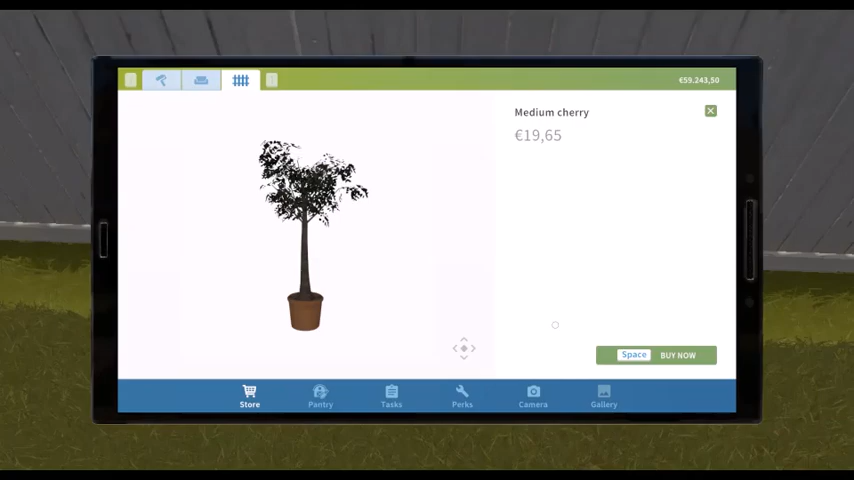 €59.243,50
Medium cherry
€19,65
Space BUY NOW
Store
Pantry
Tasks
Perks
Camera
Gallery